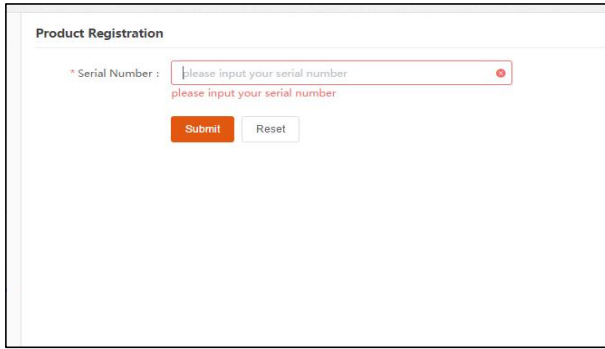 Product Registration
* Serial Number : please input your serial number
please input your serial number
Submit Reset